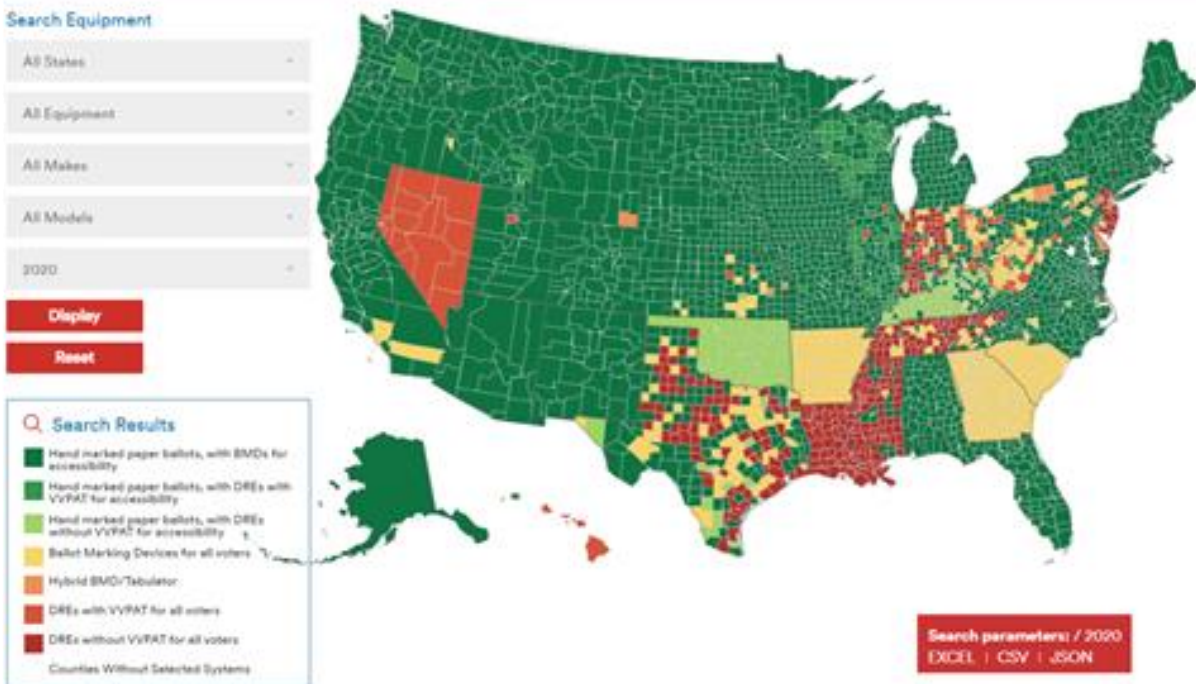 Search Equipment
All States
All Equipment
All Makes
All Models
2020
Display
Reset
Search Results
Hand marked paper ballots, with BMDs for
accessibility
Hand marked paper ballots, with DREs with
VVPAT for accessibility
Hand marked paper ballots, with DREs
without VVPAT for accessibility
Ballot Marking Devices for all voters
Hybrid BMD/Tabulator
DREs with VVPAT for all voters
DREs without VVPAT for all voters
Counties Without Selected Systems
Search parameters: / 2020
EXCEL | CSV | JSON